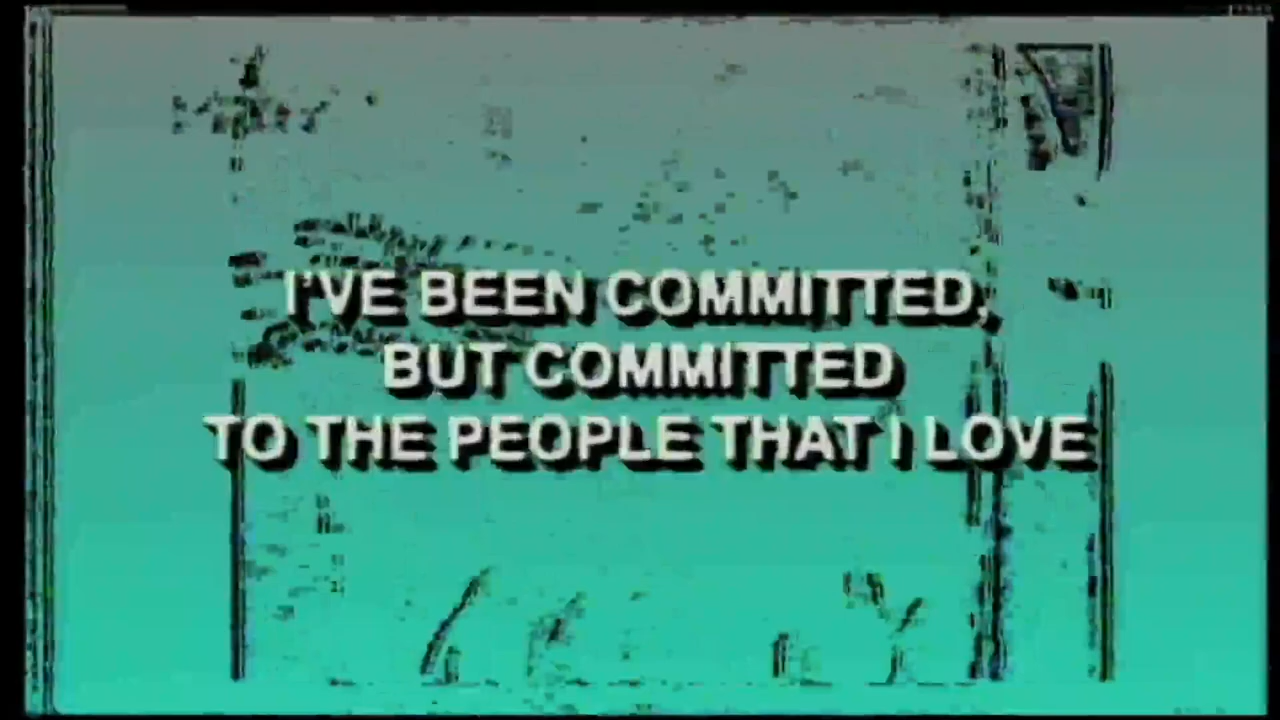 I'VE BEEN COMMITTED,
BUT COMMITTED
TO THE PEOPLE THAT I LOVE